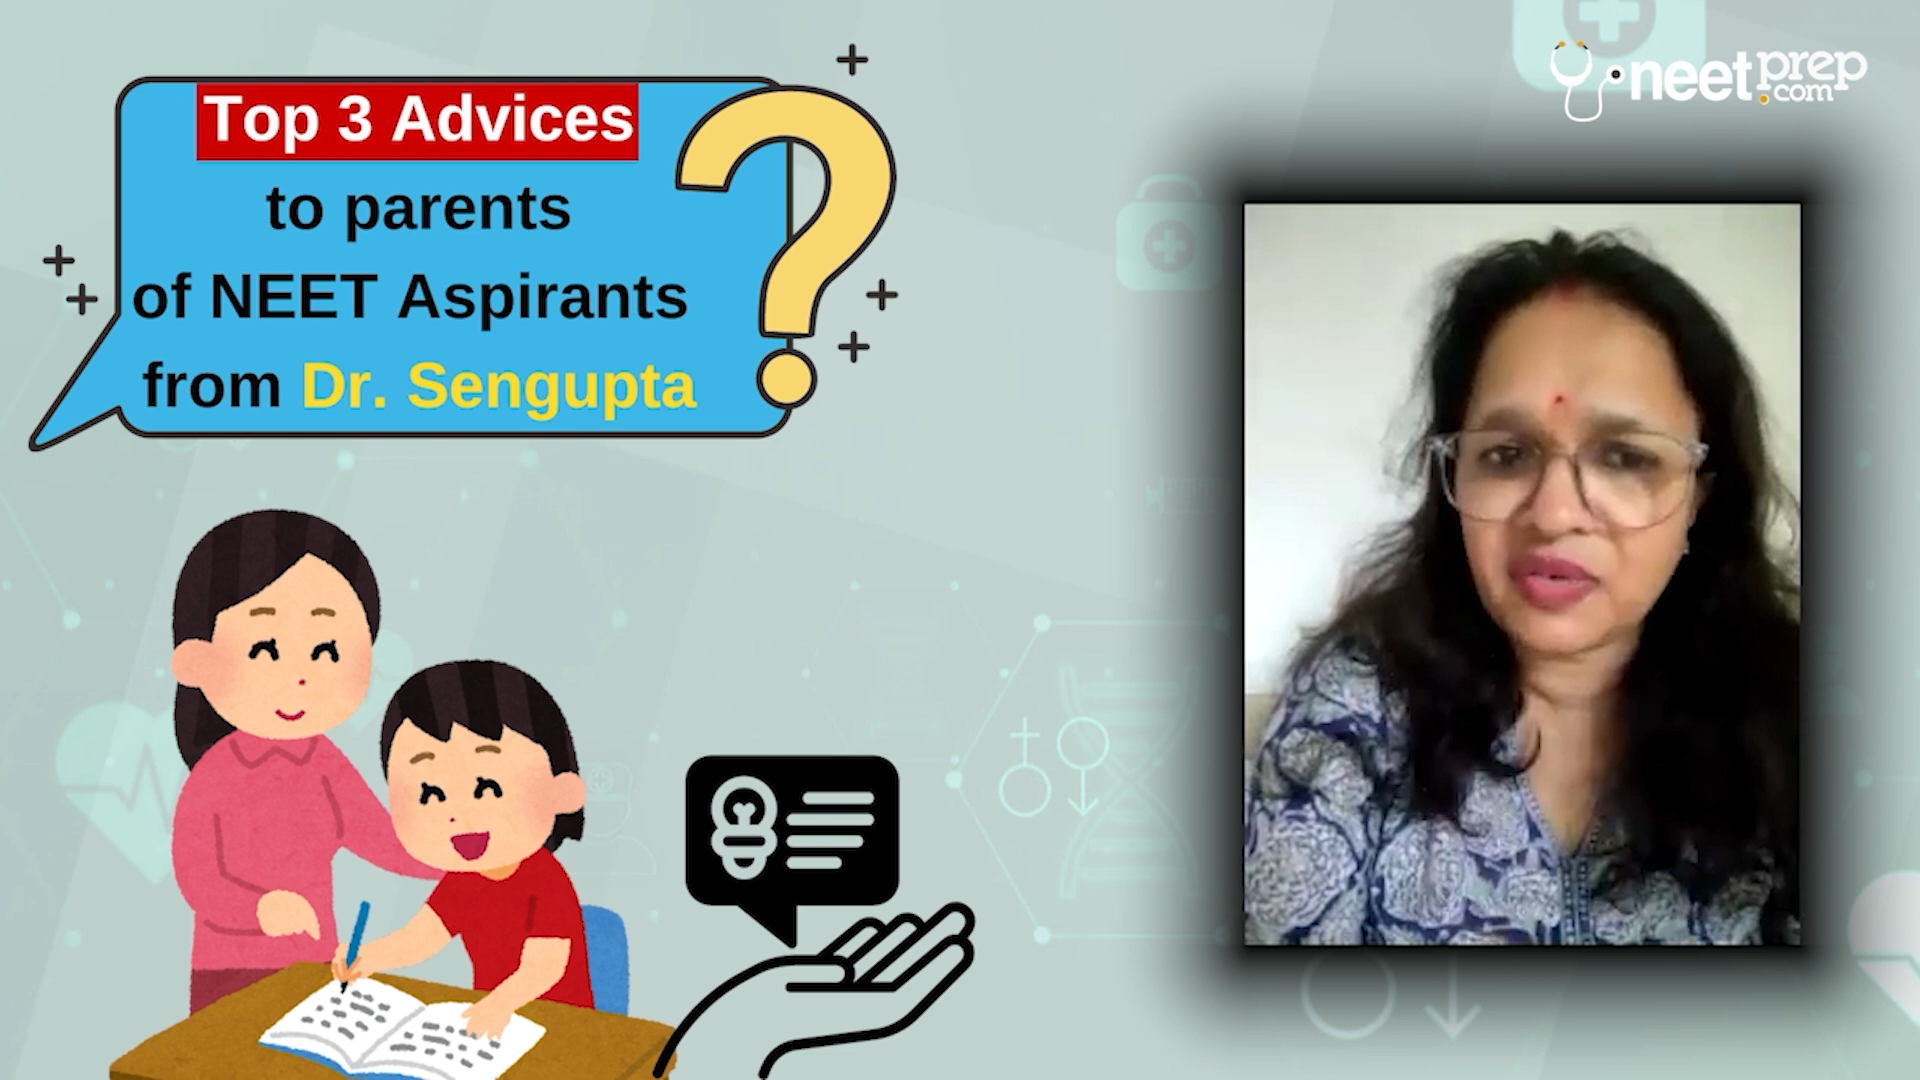 Top 3 Advices
to parents
of NEET Aspirants
from Dr. Sengupta
neetprep
.com